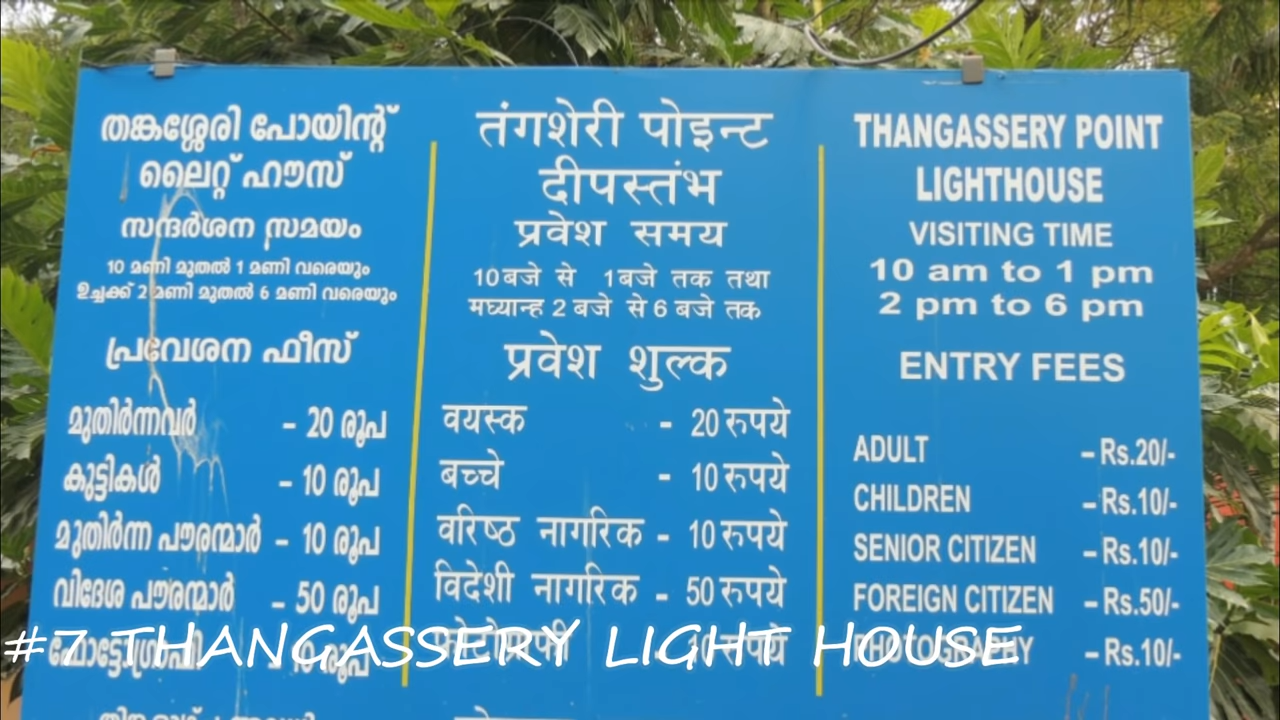 തങ്കശ്ശേരി പോയിന്റ്
ലൈറ്റ് ഹൗസ്
സന്ദർശന സമയം
10 മണി മുതൽ 1 മണി വരെയും
ഉച്ചക്ക് 2 മണി മുതൽ 6 മണി വരെയും
പ്രവേശന ഫീസ്
മുതിർന്നവർ – 20 രൂപ
കുട്ടികൾ – 10 രൂപ
മുതിർന്ന പൗരന്മാർ – 10 രൂപ
വിദേശ പൗരന്മാർ – 50 രൂപ
ഫോട്ടോഗ്രാഫി – 10 രൂപ
तंगशेरी पोइन्ट
दीपस्तंभ
प्रवेश समय
10 बजे से 1 बजे तक तथा
मघ्यान्ह 2 बजे से 6 बजे तक
प्रवेश शुल्क
वयस्क - 20 रूपये
बच्चे - 10 रूपये
वरिष्ठ नागरिक - 10 रूपये
विदेशी नागरिक - 50 रूपये
10 रूपये
THANGASSERY POINT
LIGHTHOUSE
VISITING TIME
10 am to 1 pm
2 pm to 6 pm
ENTRY FEES
ADULT – Rs.20/-
CHILDREN – Rs.10/-
SENIOR CITIZEN – Rs.10/-
FOREIGN CITIZEN – Rs.50/-
PHOTOGRAPHY – Rs.10/-
#7 THANGASSERY LIGHT HOUSE